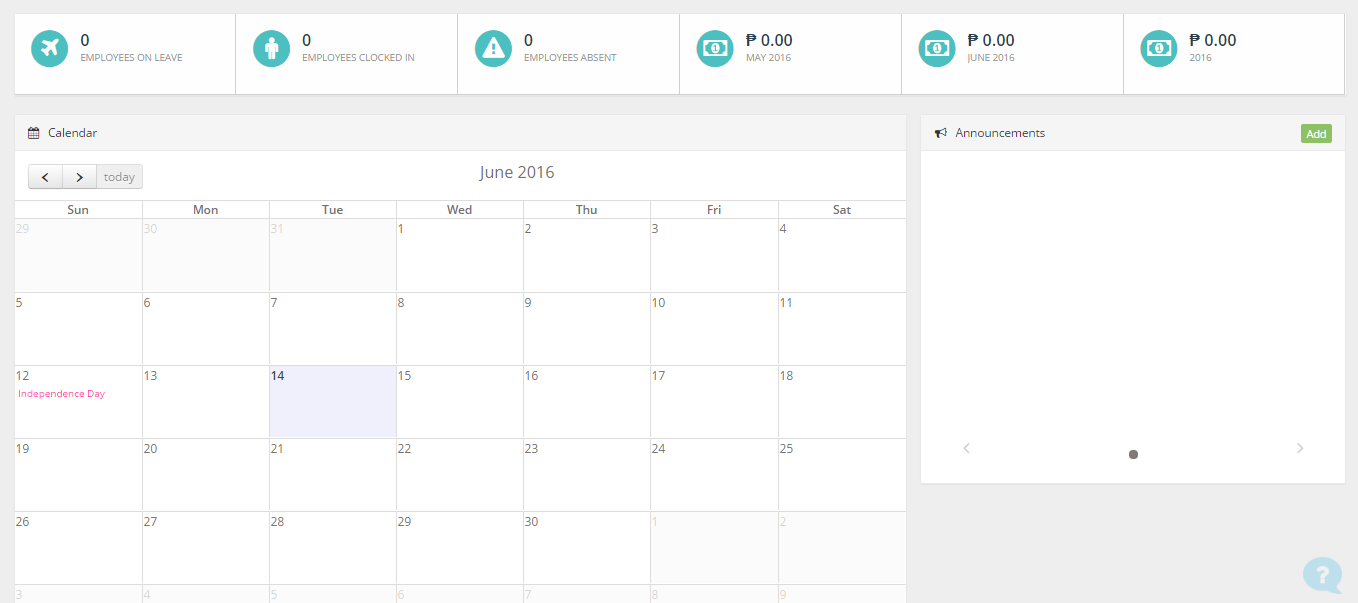 0
EMPLOYEES ON LEAVE
0
EMPLOYEES CLOCKED IN
0
EMPLOYEES ABSENT
₱ 0.00
MAY 2016
₱ 0.00
JUNE 2016
₱ 0.00
2016
Calendar
today
June 2016
Sun Mon Tue Wed Thu Fri Sat
29 30 31 1 2 3 4
5 6 7 8 9 10 11
12 13 14 15 16 17 18
Independence Day
19 20 21 22 23 24 25
26 27 28 29 30 1 2
3 4 5 6 7 8 9
Announcements
Add
?